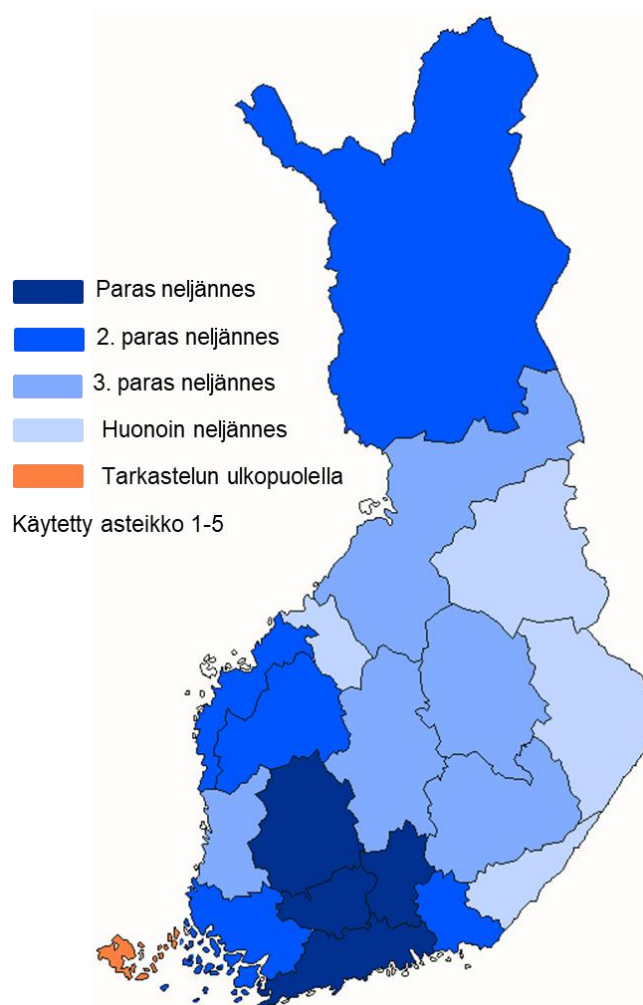 Paras neljännes
2. paras neljännes
3. paras neljännes
Huonoin neljännes
Tarkastelun ulkopuolella
Käytetty asteikko 1-5